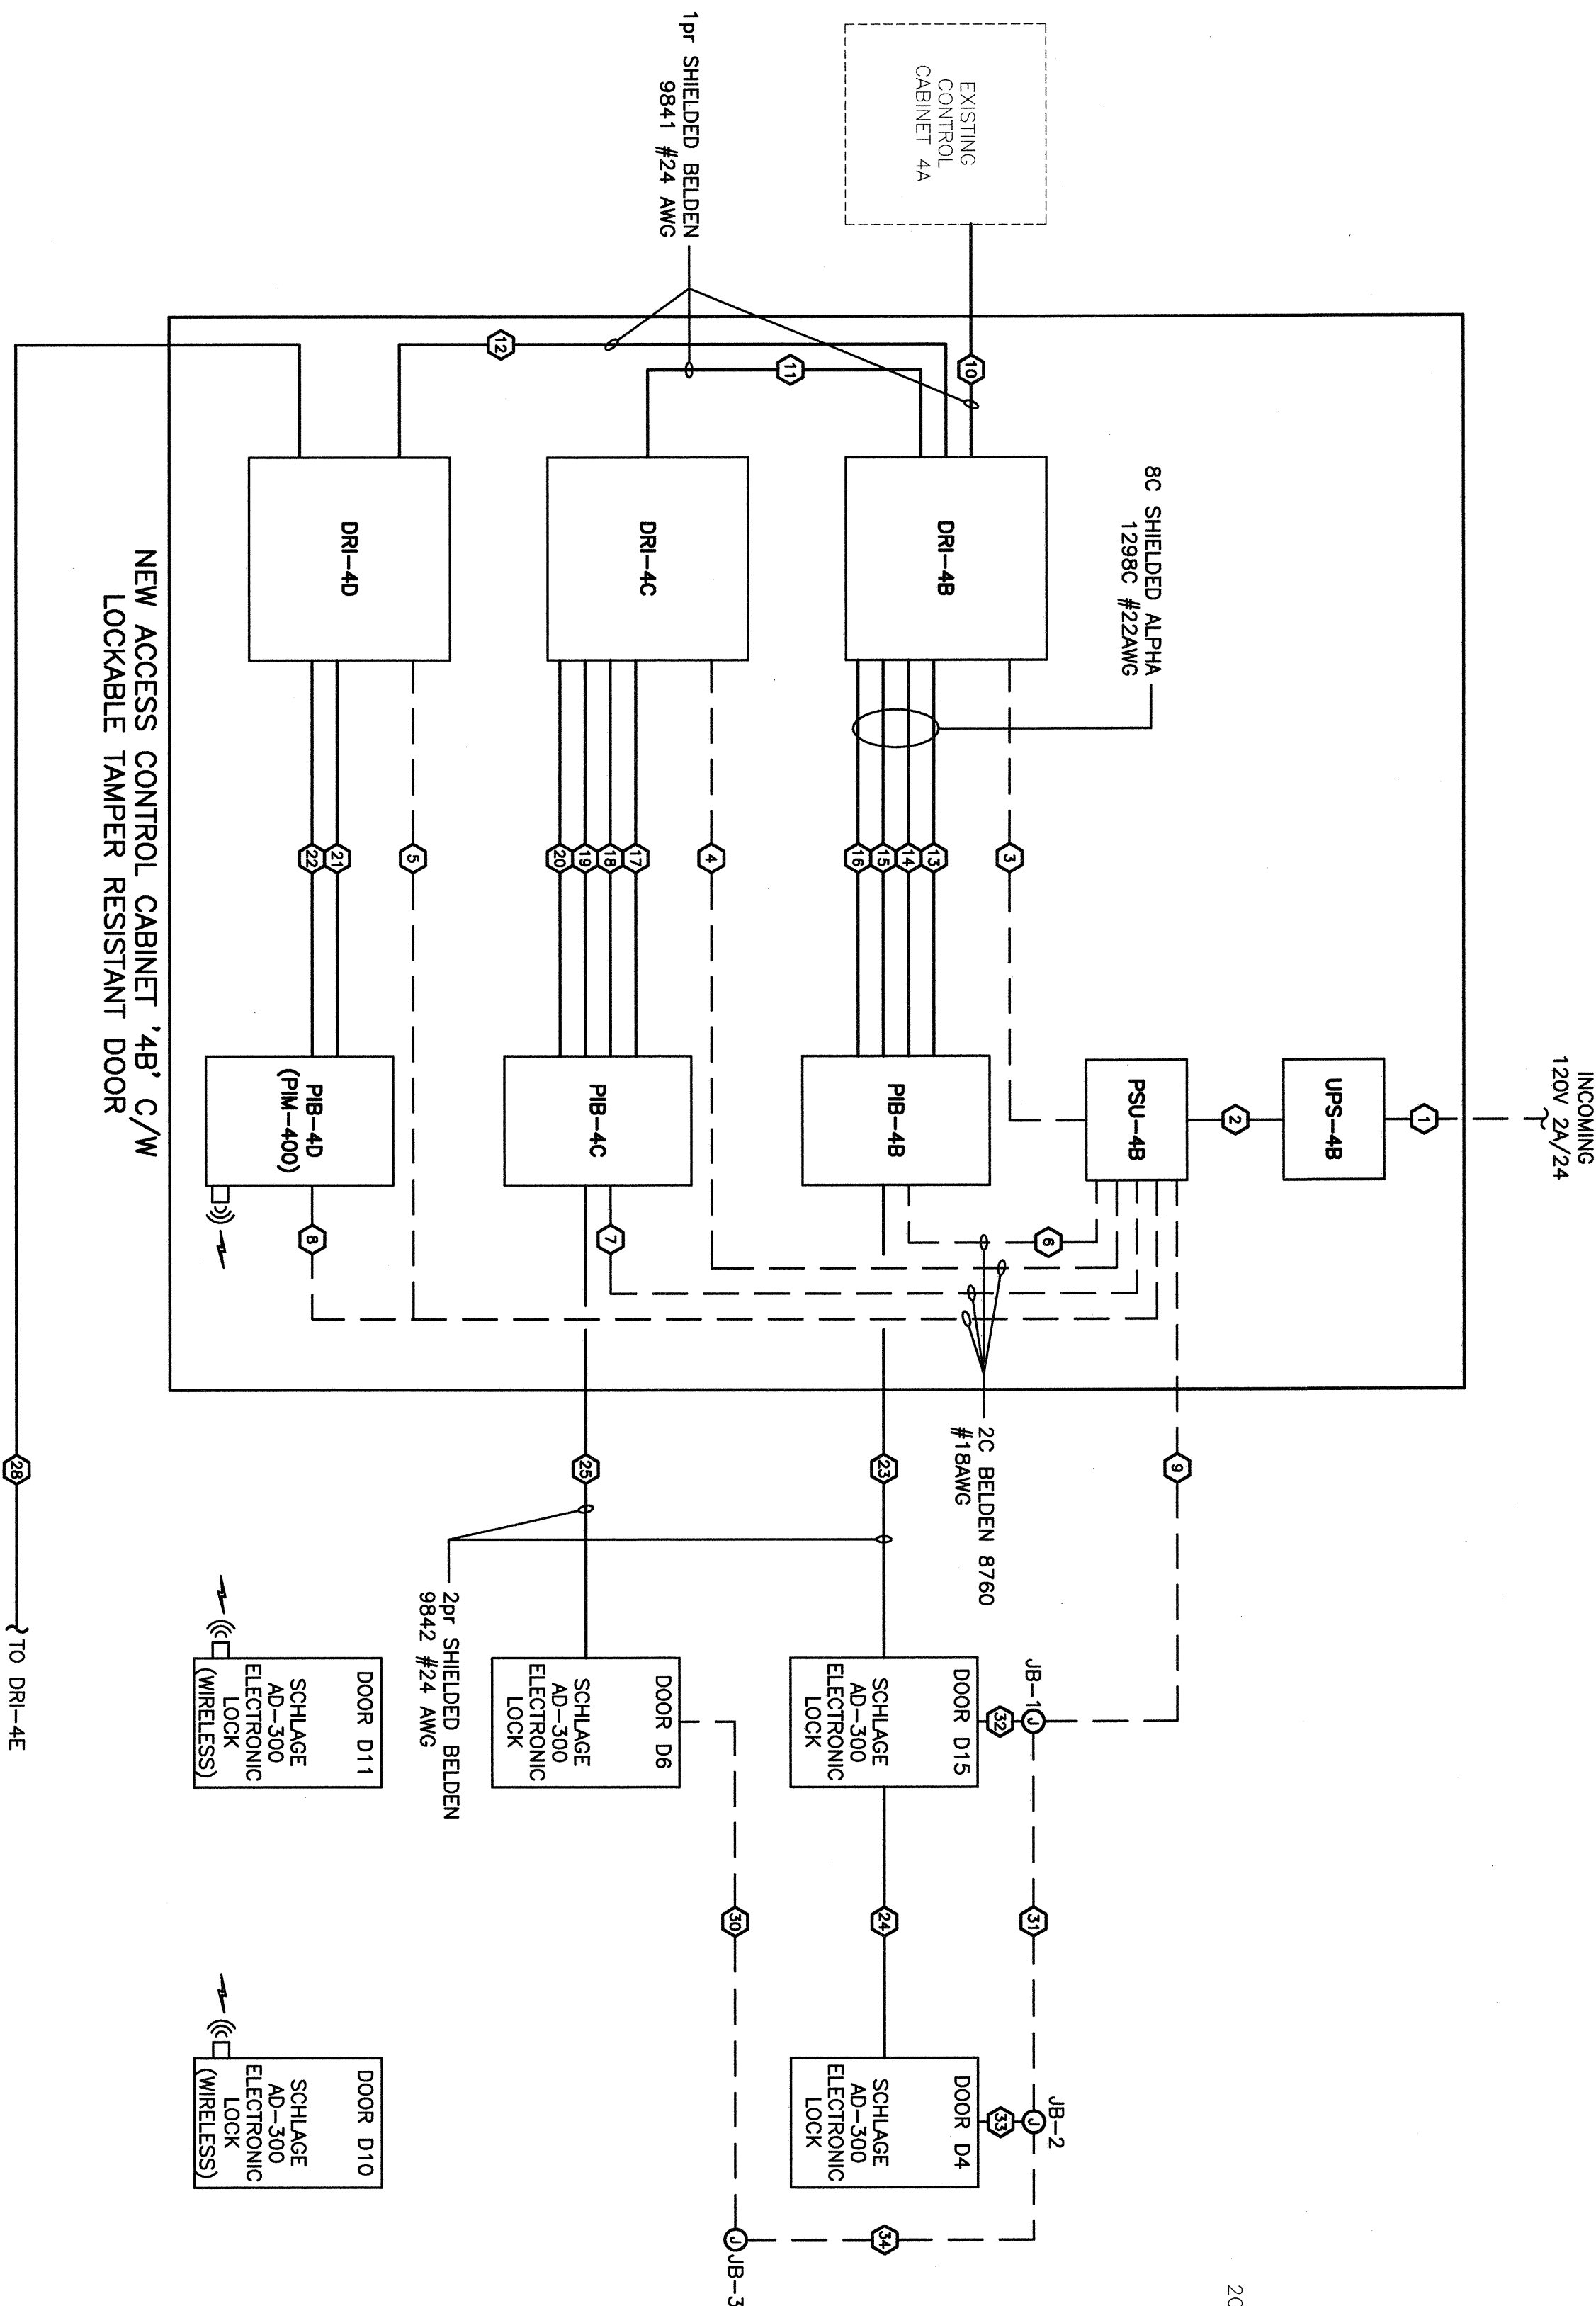 INCOMING
120V 2A/24
1
UPS-4B
2
PSU-4B
EXISTING
CONTROL
CABINET 4A
10
8C SHIELDED ALPHA
1298C #22AWG
3
DRI-4B
13
14
15
16
PIB-4B
6
9
2C BELDEN 8760
#18AWG
23
JB-1
32
DOOR D15
SCHLAGE
AD-300
ELECTRONIC
LOCK
31
24
JB-2
33
DOOR D4
SCHLAGE
AD-300
ELECTRONIC
LOCK
J
J
34
J
JB-3
1pr SHIELDED BELDEN
9841 #24 AWG
11
12
DRI-4C
4
17
18
19
20
PIB-4C
7
25
DOOR D6
SCHLAGE
AD-300
ELECTRONIC
LOCK
30
2pr SHIELDED BELDEN
9842 #24 AWG
DRI-4D
5
21
22
PIB-4D
(PIM-400)
8
DOOR D11
SCHLAGE
AD-300
ELECTRONIC
LOCK
(WIRELESS)
DOOR D10
SCHLAGE
AD-300
ELECTRONIC
LOCK
(WIRELESS)
NEW ACCESS CONTROL CABINET '4B' C/W
LOCKABLE TAMPER RESISTANT DOOR
28
TO DRI-4E